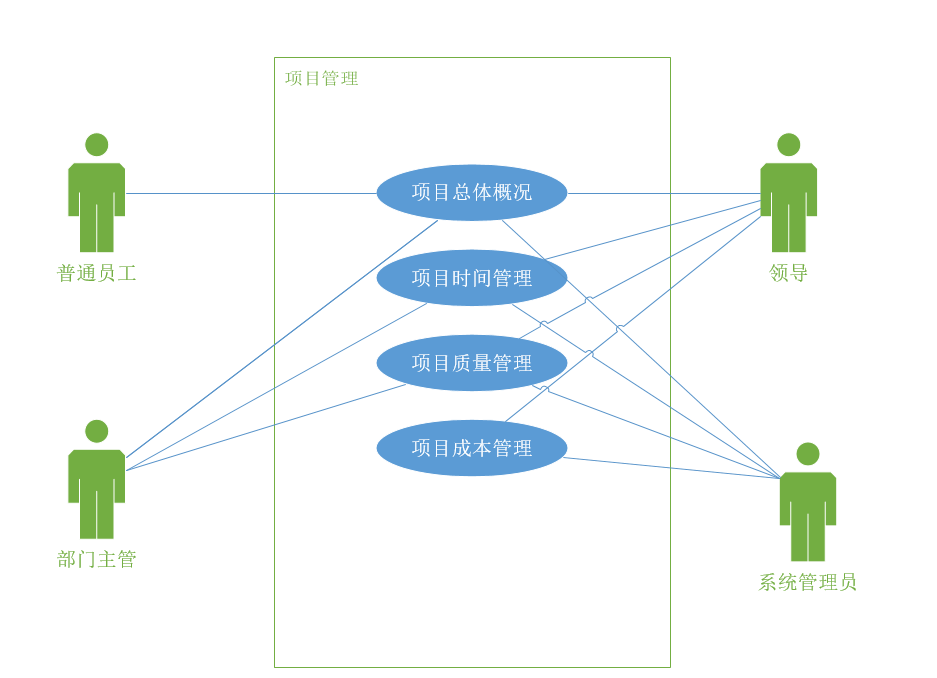 项目管理
项目总体概况
普通员工
领导
项目时间管理
项目质量管理
项目成本管理
部门主管
系统管理员